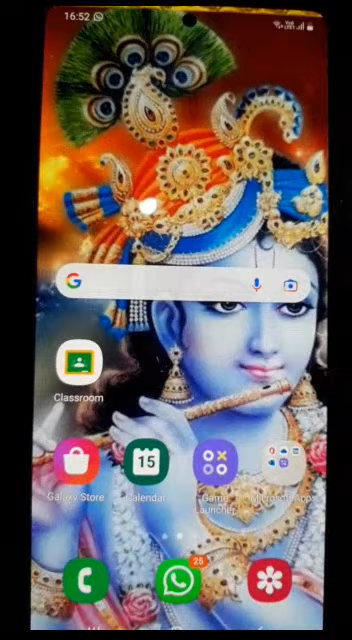 16:52
Classroom
15
Galaxy Store
Calendar
Game
Launcher
Microsoft Apps
25